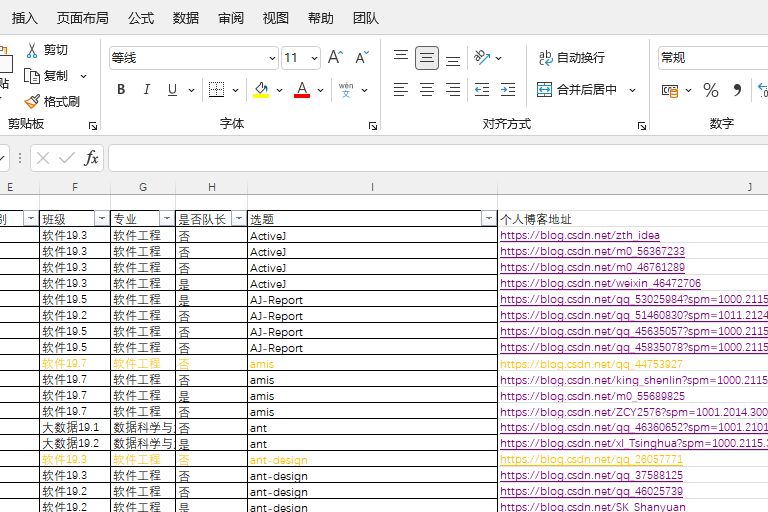 插入 页面布局 公式 数据 审阅 视图 帮助 团队
剪切
等线 11 A A
ab 自动换行
常规
贴 复制
格式刷
B I U A wén 文
合并后居中
% 9
剪贴板 字体 对齐方式 数字
fx
E F G H I J
别 班级 专业 是否队长 选题 个人博客地址
软件19.3 软件工程 否 ActiveJ https://blog.csdn.net/zth_idea
软件19.3 软件工程 否 ActiveJ https://blog.csdn.net/m0_56367233
软件19.3 软件工程 否 ActiveJ https://blog.csdn.net/m0_46761289
软件19.3 软件工程 是 ActiveJ https://blog.csdn.net/weixin_46472706
软件19.5 软件工程 是 AJ-Report https://blog.csdn.net/qq_53025984?spm=1000.2115
软件19.2 软件工程 否 AJ-Report https://blog.csdn.net/qq_51460830?spm=1011.2124
软件19.5 软件工程 否 AJ-Report https://blog.csdn.net/qq_45635057?spm=1000.2115
软件19.5 软件工程 否 AJ-Report https://blog.csdn.net/qq_45835078?spm=1000.2115
软件19.7 软件工程 否 amis https://blog.csdn.net/qq_44753927
软件19.7 软件工程 否 amis https://blog.csdn.net/king_shenlin?spm=1000.2115
软件19.7 软件工程 是 amis https://blog.csdn.net/m0_55689825
软件19.7 软件工程 否 amis https://blog.csdn.net/ZCY2576?spm=1001.2014.300
大数据19.1 数据科学与 否 ant https://blog.csdn.net/qq_46360652?spm=1001.2101
大数据19.2 数据科学与 是 ant https://blog.csdn.net/xl_Tsinghua?spm=1000.2115.3
软件19.3 软件工程 否 ant-design https://blog.csdn.net/qq_26057771
软件19.3 软件工程 否 ant-design https://blog.csdn.net/qq_37588125
软件19.2 软件工程 否 ant-design https://blog.csdn.net/qq_46025739
软件19.2 软件工程 是 ant-design https://blog.csdn.net/SK_Shanyuan